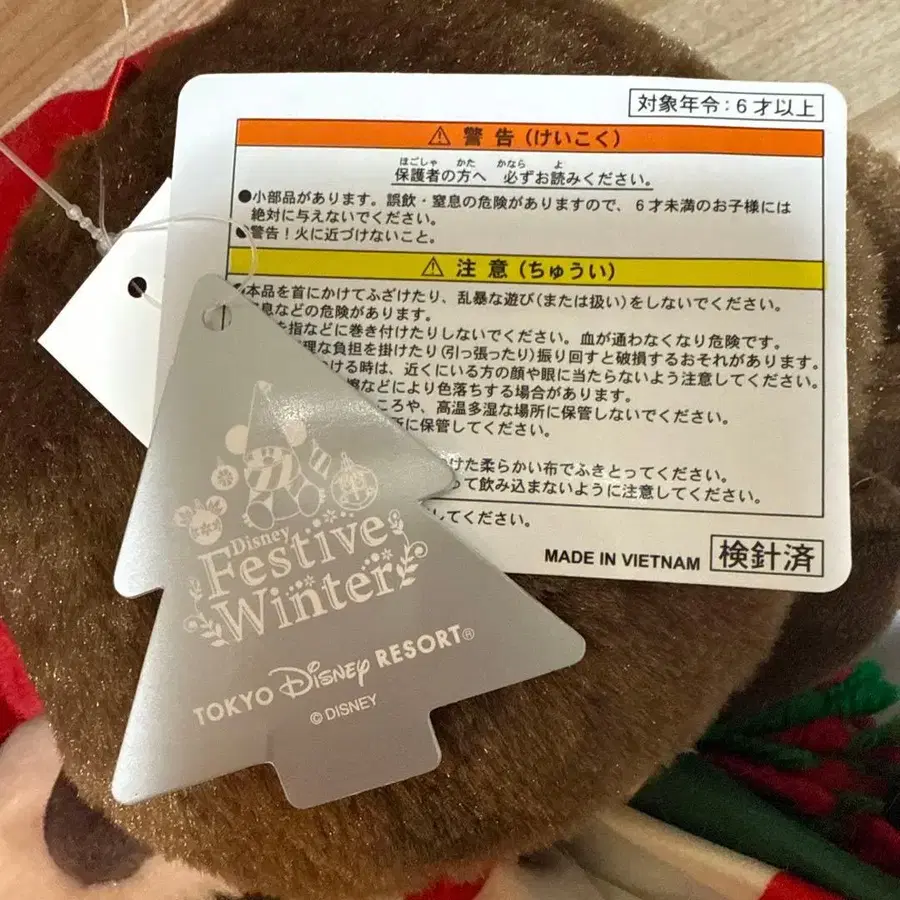 対象年令:6才以上
⚠ 警告(けいこく)
ほごしゃ かた かなら よ
保護者の方へ 必ずお読みください。
●小部品があります。誤飲・窒息の危険がありますので、6才未満のお子様には
絶対に与えないでください。
●警告!火に近づけないこと。
⚠ 注意(ちゅうい)
本品を首にかけてふざけたり、乱暴な遊び(または扱い)をしないでください。
息などの危険があります。
を指などに巻き付けたりしないでください。血が通わなくなり危険です。
理な負担を掛けたり(引っ張ったり)振り回すと破損するおそれがあります。
ける時は、近くにいる方の顔や眼に当たらないよう注意してください。
擦などにより色落ちする場合があります。
ころや、高温多湿な場所に保管しないでください。
所に保管してください。
けた柔らかい布でふきとってください。
って飲み込まないように注意してください。
してください。
MADE IN VIETNAM 検針済
Disney
Festive
Winter
TOKYO Disney RESORT®
© DISNEY